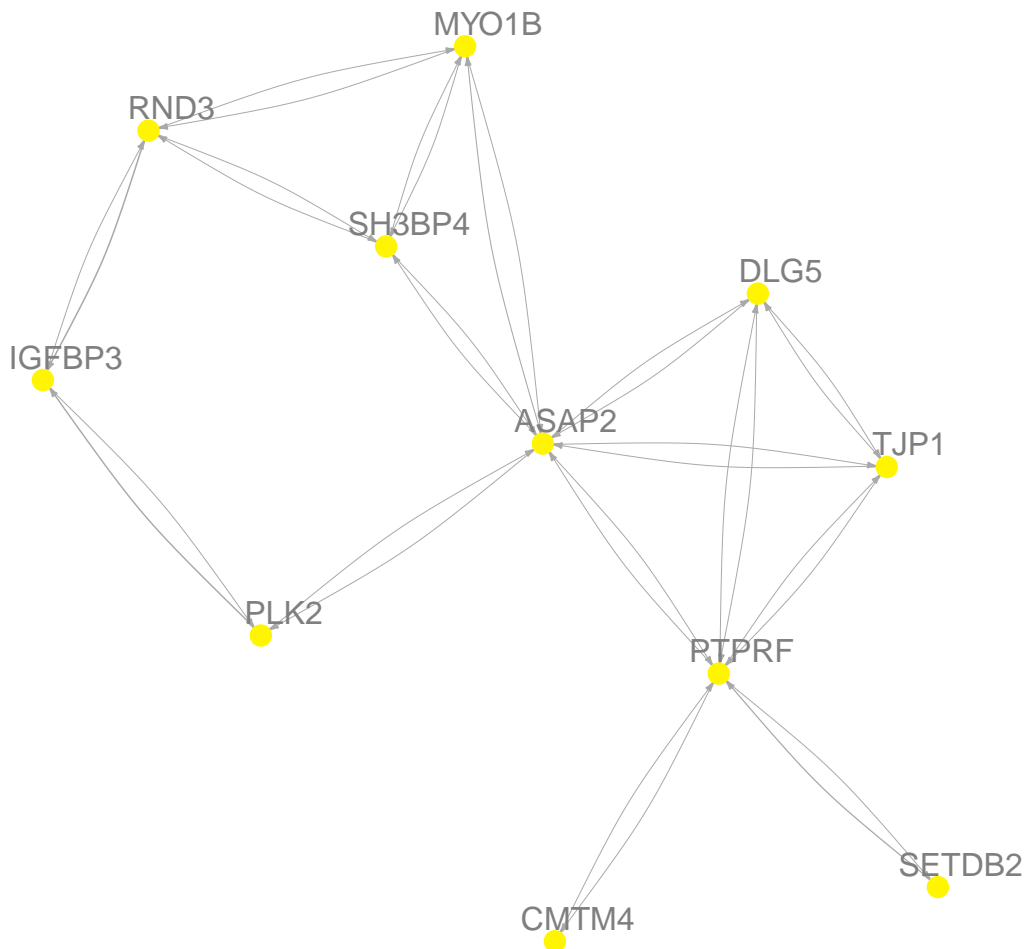 MYO1B
RND3
SH3BP4
DLG5
IGFBP3
ASAP2
TJP1
PLK2
PTPRF
SETDB2
CMTM4